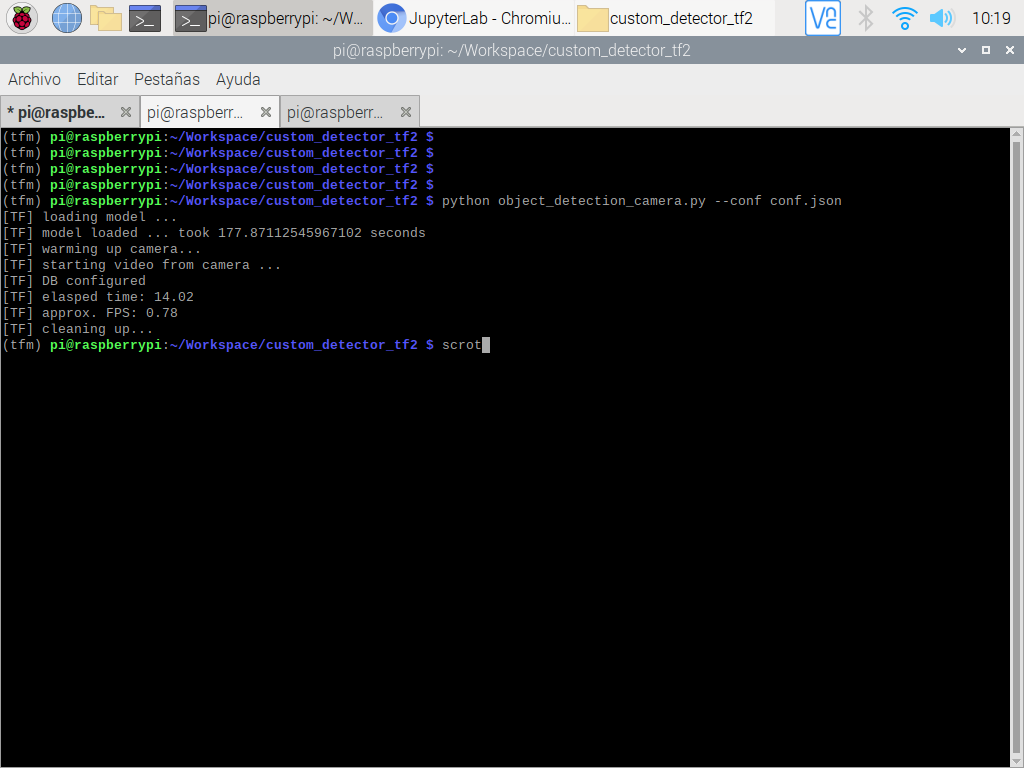 pi@raspberrypi: ~/W... JupyterLab - Chromiu... custom_detector_tf2 10:19
pi@raspberrypi: ~/Workspace/custom_detector_tf2
Archivo Editar Pestañas Ayuda
* pi@raspbe... pi@raspberr... pi@raspberr...
(tfm) pi@raspberrypi:~/Workspace/custom_detector_tf2 $
(tfm) pi@raspberrypi:~/Workspace/custom_detector_tf2 $
(tfm) pi@raspberrypi:~/Workspace/custom_detector_tf2 $
(tfm) pi@raspberrypi:~/Workspace/custom_detector_tf2 $
(tfm) pi@raspberrypi:~/Workspace/custom_detector_tf2 $ python object_detection_camera.py --conf conf.json
[TF] loading model ...
[TF] model loaded ... took 177.87112545967102 seconds
[TF] warming up camera...
[TF] starting video from camera ...
[TF] DB configured
[TF] elasped time: 14.02
[TF] approx. FPS: 0.78
[TF] cleaning up...
(tfm) pi@raspberrypi:~/Workspace/custom_detector_tf2 $ scrot